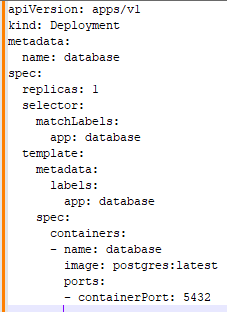 apiVersion: apps/v1
kind: Deployment
metadata:
  name: database
spec:
  replicas: 1
  selector:
    matchLabels:
      app: database
  template:
    metadata:
      labels:
        app: database
    spec:
      containers:
      - name: database
        image: postgres:latest
        ports:
        - containerPort: 5432